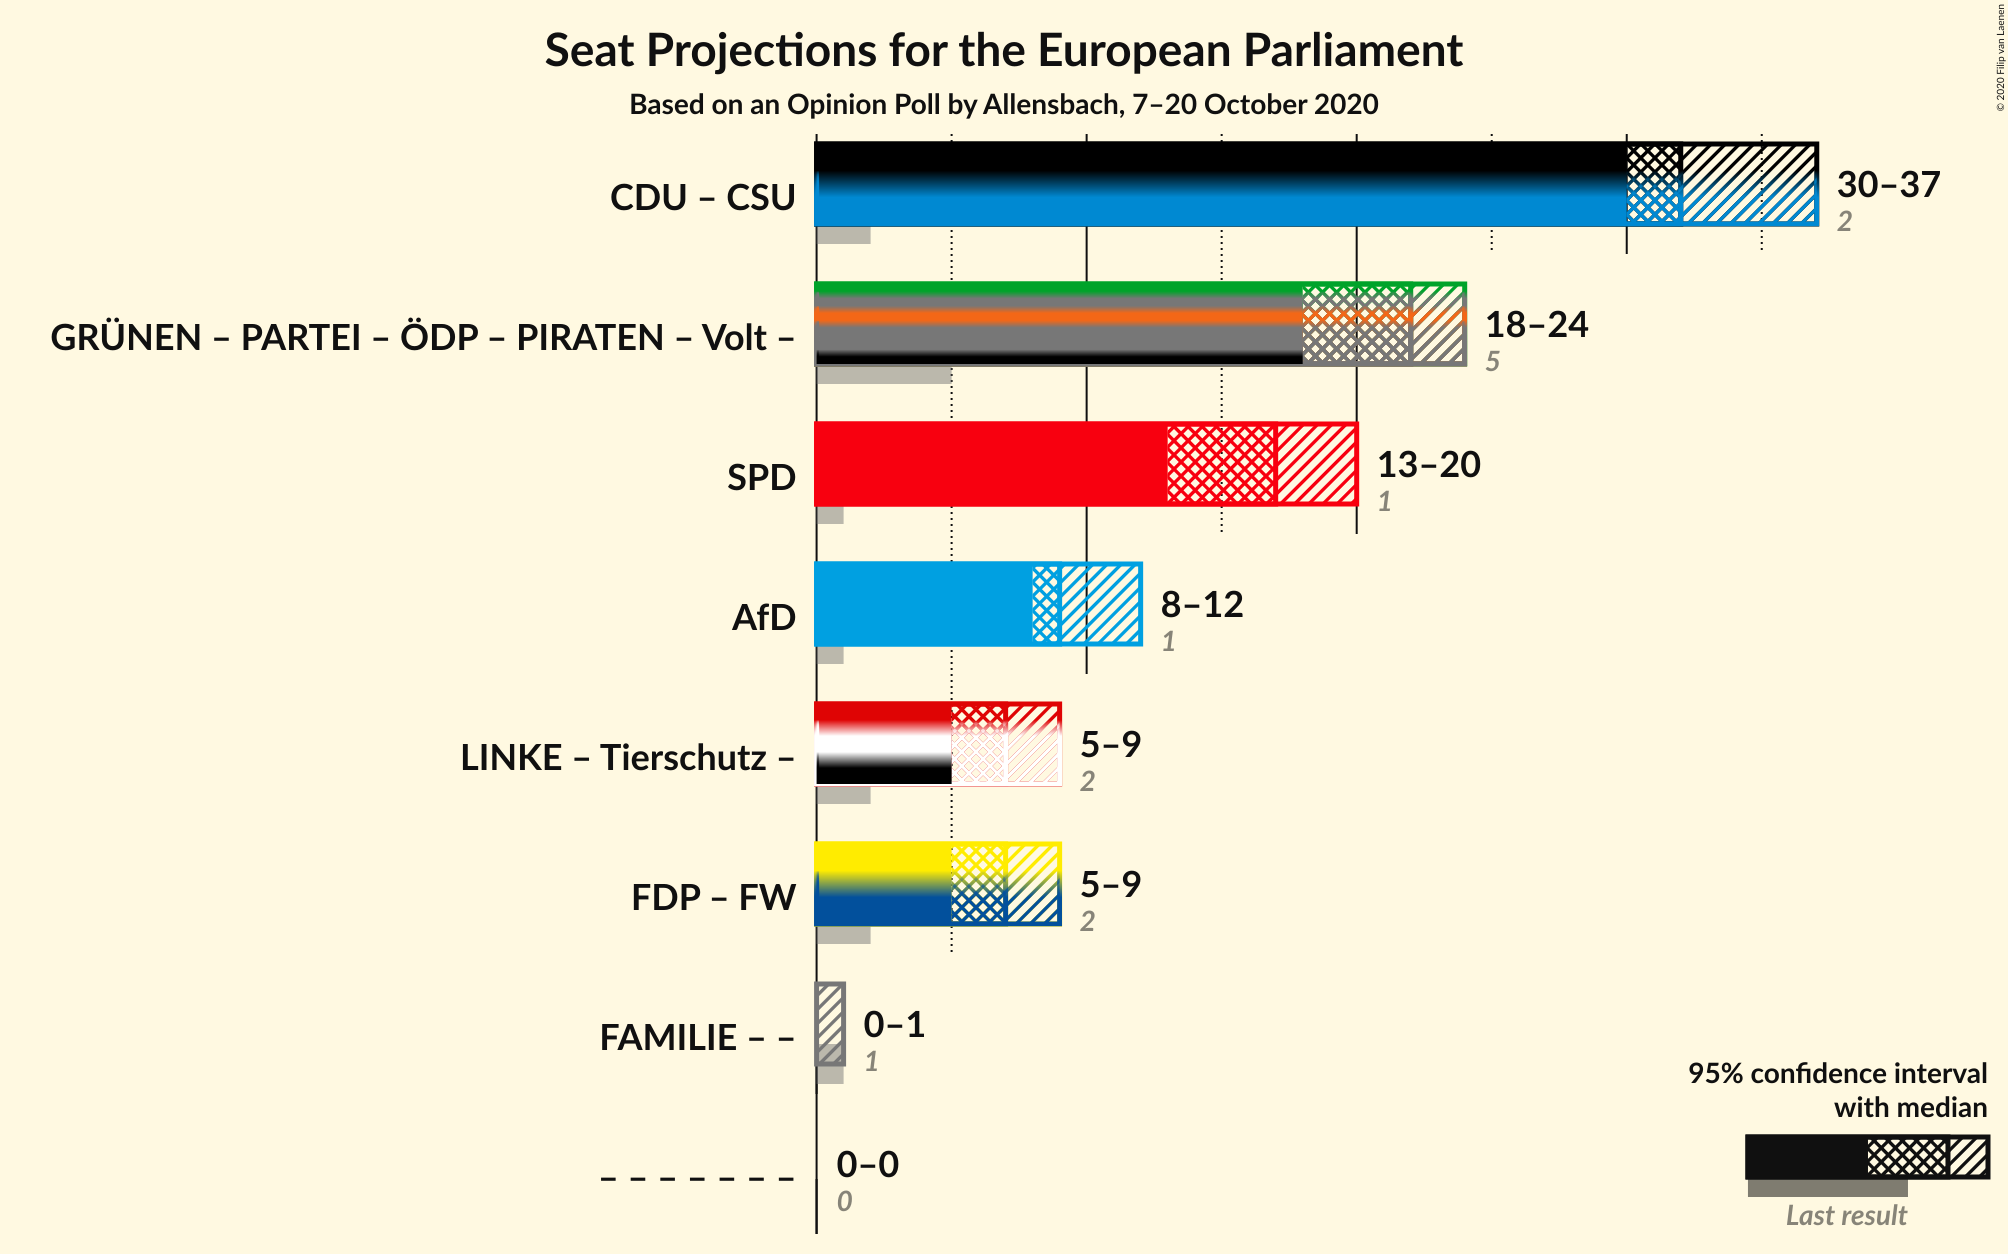 Seat Projections for the European Parliament
Based on an Opinion Poll by Allensbach, 7–20 October 2020
© 2020 Filip van Laenen
CDU – CSU
30–37
2
GRÜNEN – PARTEI – ÖDP – PIRATEN – Volt –
18–24
5
SPD
13–20
1
AfD
8–12
1
LINKE – Tierschutz –
5–9
2
FDP – FW
5–9
2
FAMILIE – –
0–1
1
– – – – – – –
0–0
0
95% confidence interval
with median
Last result